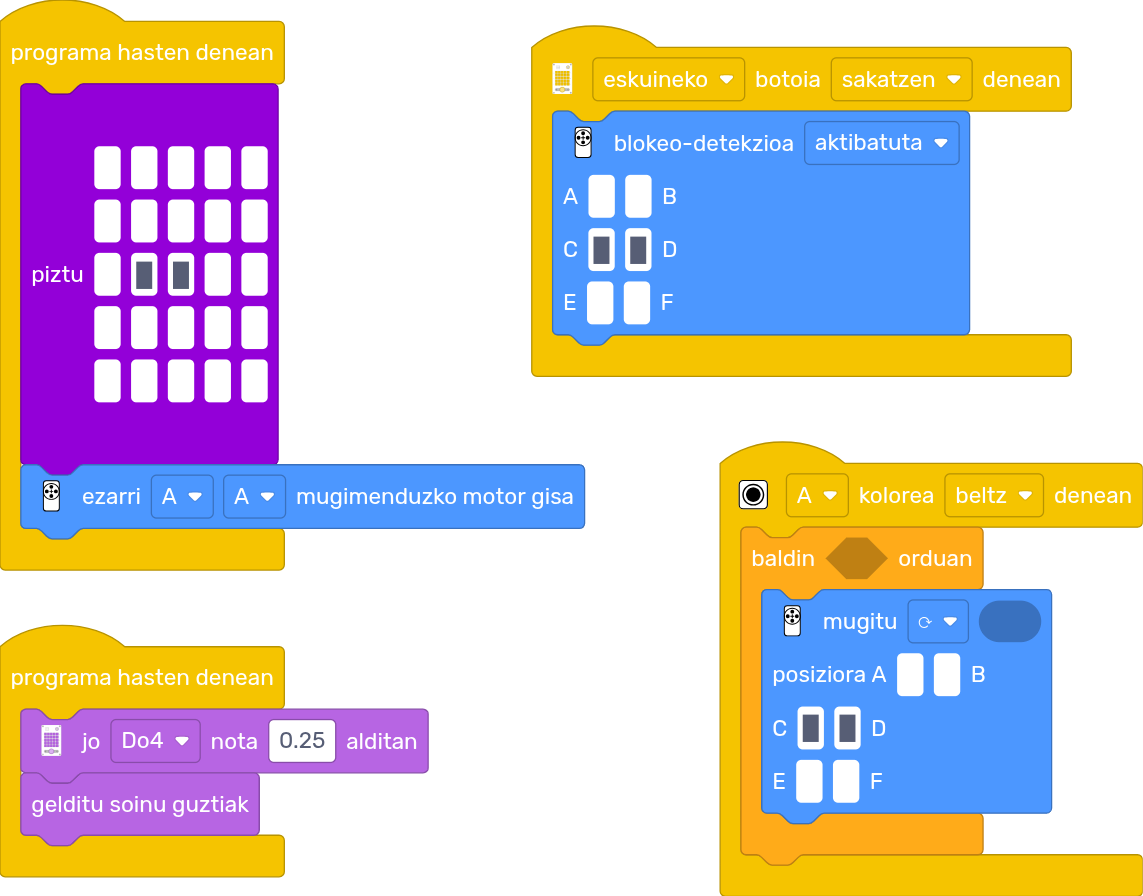 programa hasten denean
piztu
ezarri A A mugimenduzko motor gisa
programa hasten denean
jo Do4 nota 0.25 alditan
gelditu soinu guztiak
eskuineko botoia sakatzen denean
blokeo-detekzioa aktibatuta
A B
C D
E F
A kolorea beltz denean
baldin orduan
mugitu
posiziora A B
C D
E F